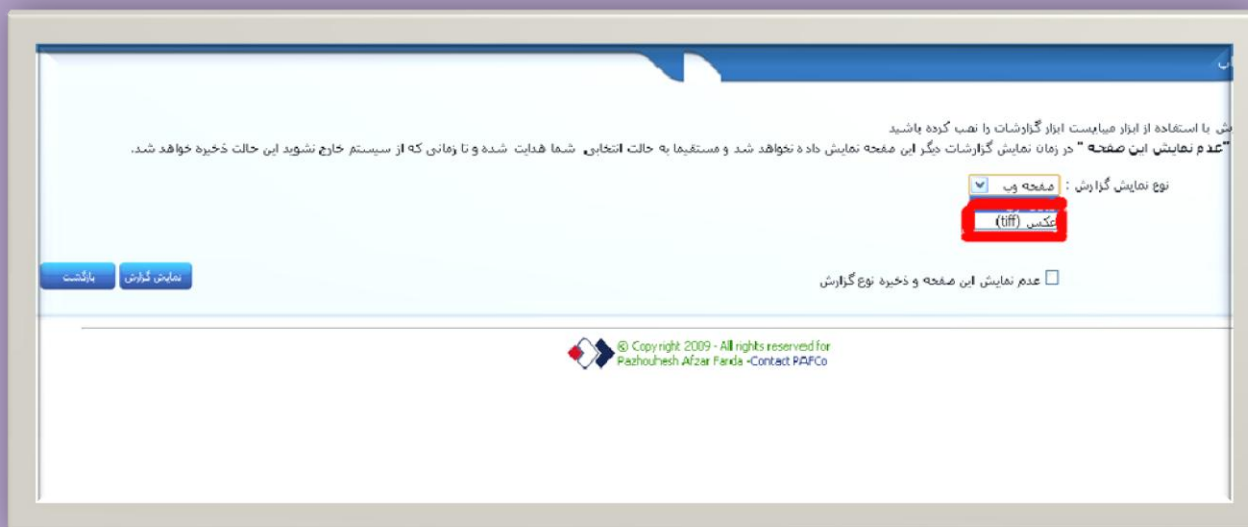 ش با استفاده از ابزار میبایست ابزار گزارشات را نصب کرده باشید
"عدم نمایش این صفحه" در زمان نمایش گزارشات دیگر این صفحه نمایش داده نخواهد شد و مستقیما به حالت انتخابی شما هدایت شده و تا زمانی که از سیستم خارج نشوید این حالت ذخیره خواهد شد.
نوع نمایش گزارش : صفحه وب
عکس (tiff)
عدم نمایش این صفحه و ذخیره نوع گزارش
نمایش گزارش بازگشت
© Copyright 2009 - All rights reserved for
Pazhouhesh Afzar Farda -Contact PAFCo